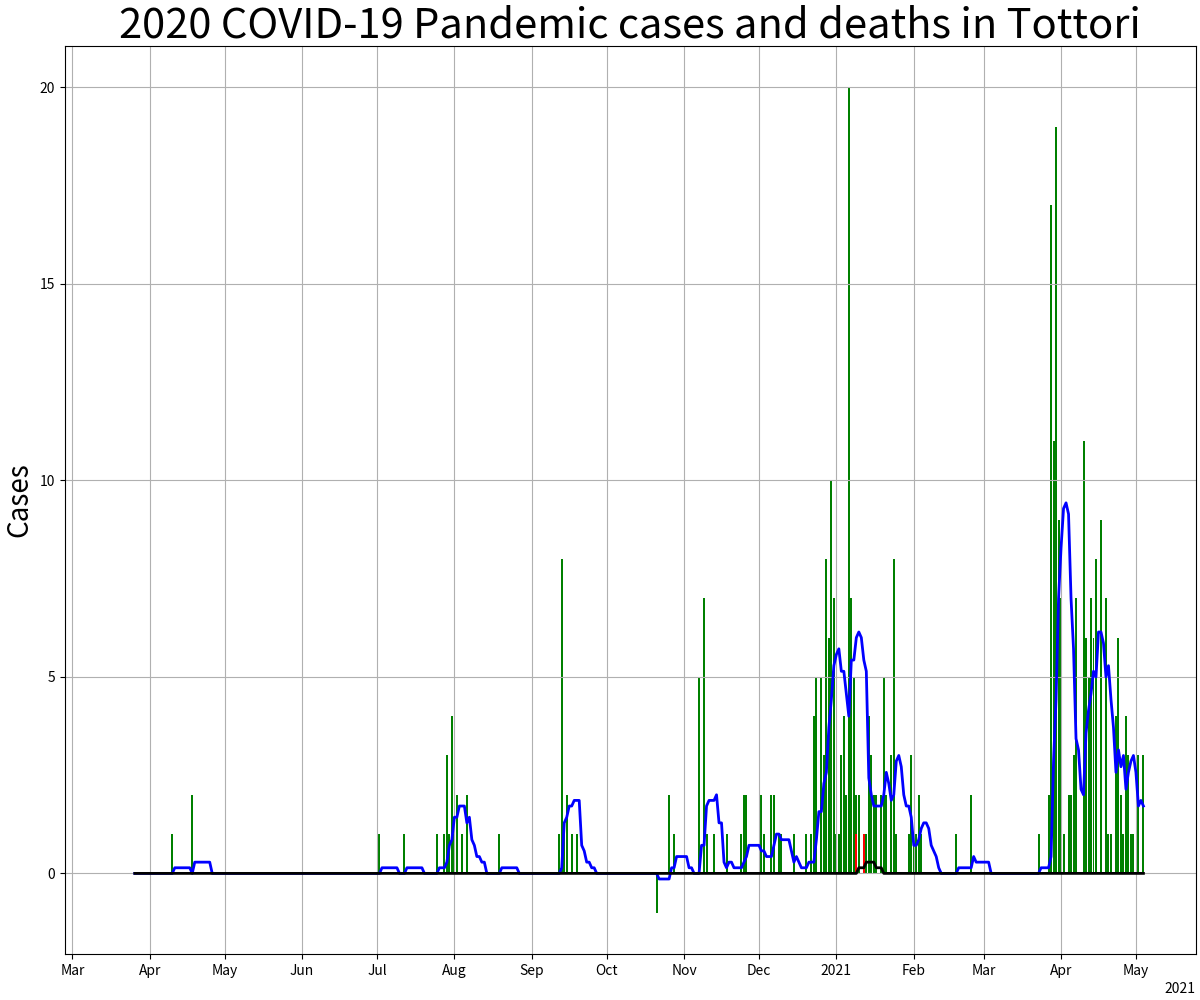 2020 COVID-19 Pandemic cases and deaths in Tottori
Cases
20
15
10
5
0
Mar Apr May Jun Jul Aug Sep Oct Nov Dec 2021 Feb Mar Apr May
2021